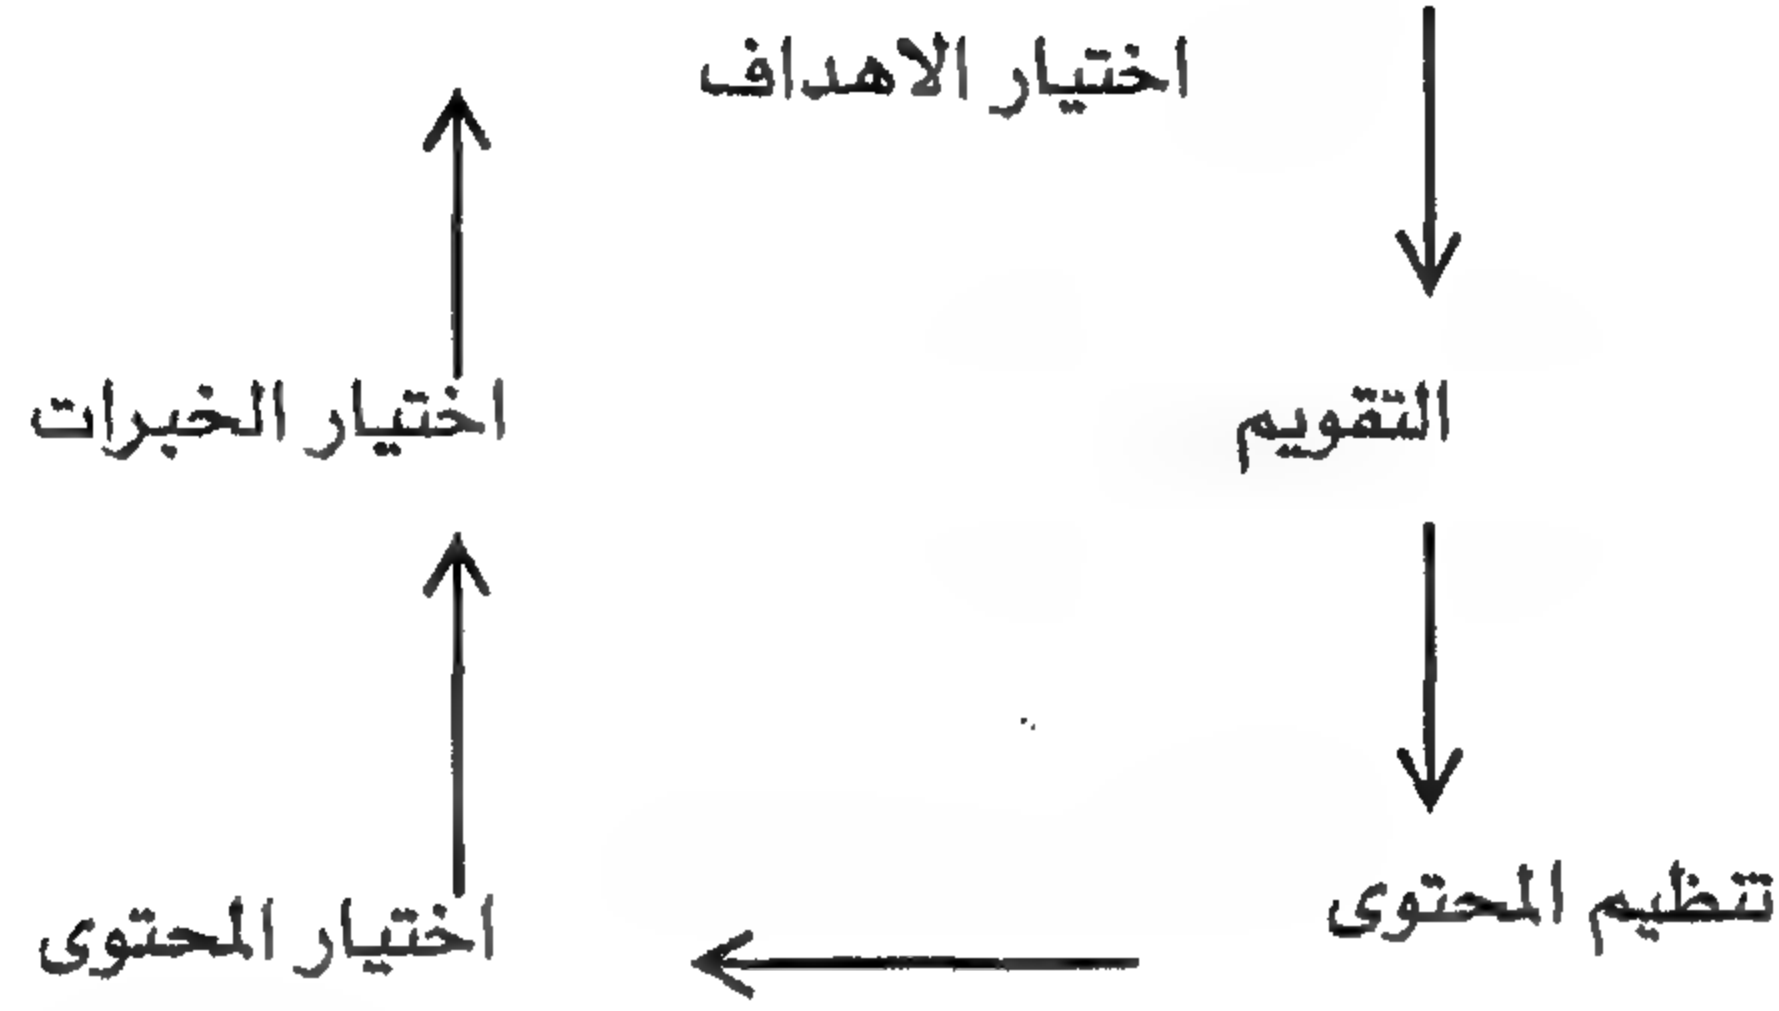 اختيار الاهداف
التقويم
اختيار الخبرات
تنظيم المحتوى
اختيار المحتوى